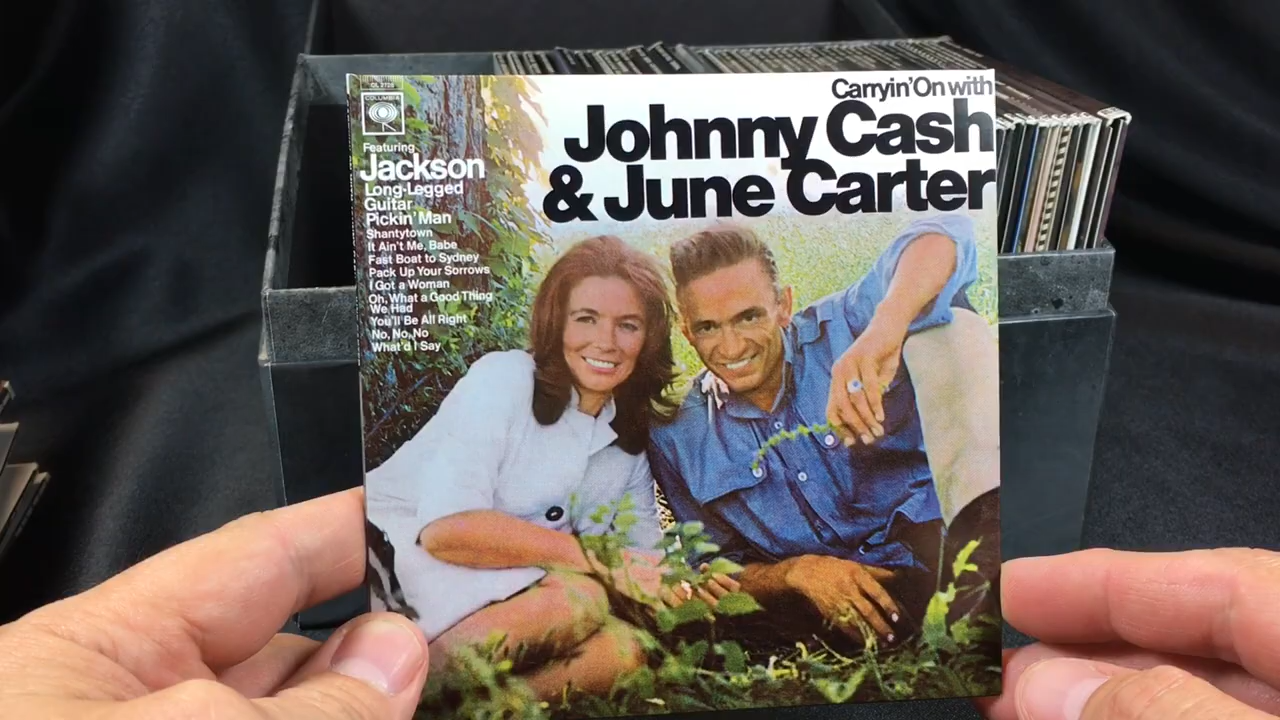 CL 2728
COLUMBIA
Featuring
Jackson
Long-Legged
Guitar
Pickin' Man
Shantytown
It Ain't Me, Babe
Fast Boat to Sydney
Pack Up Your Sorrows
I Got a Woman
Oh, What a Good Thing
We Had
You'll Be All Right
No, No, No
What'd I Say
Carryin' On with
Johnny Cash
& June Carter